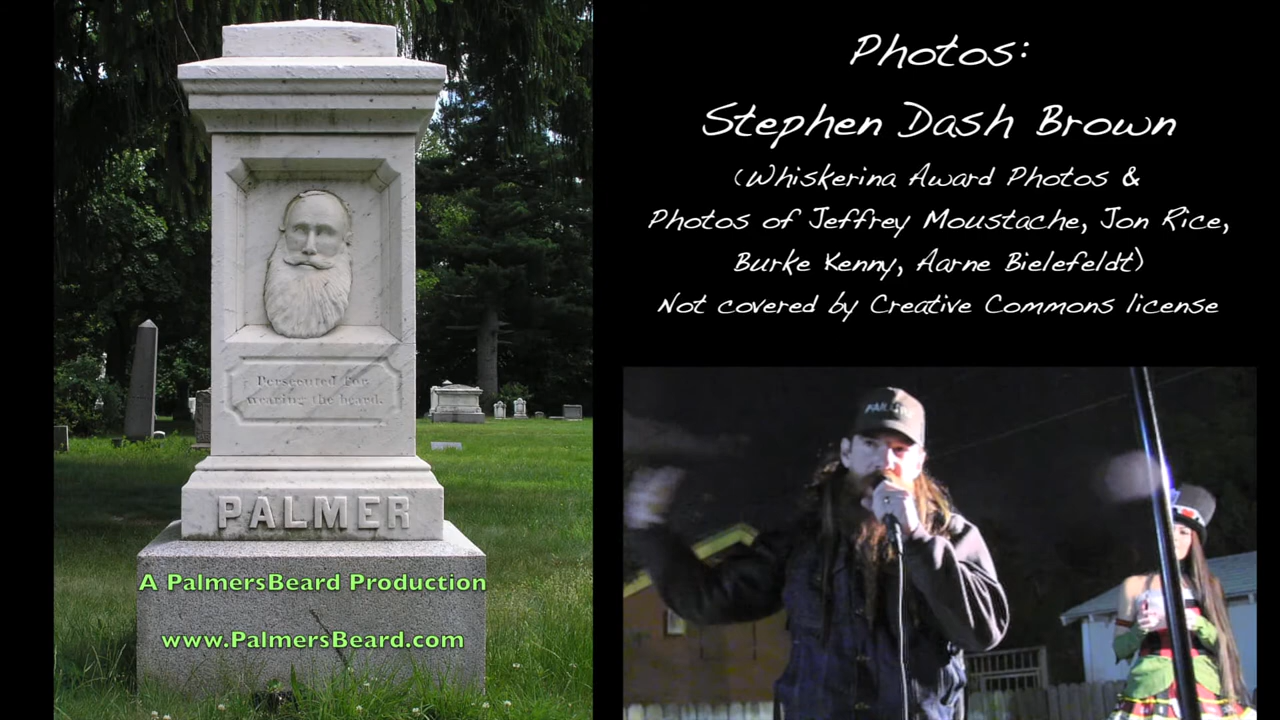 Persecuted for
wearing the beard.
PALMER
A PalmersBeard Production
www.PalmersBeard.com
Photos:
Stephen Dash Brown
(Whiskerina Award Photos &
Photos of Jeffrey Moustache, Jon Rice,
Burke Kenny, Aarne Bielefeldt)
Not covered by Creative Commons license